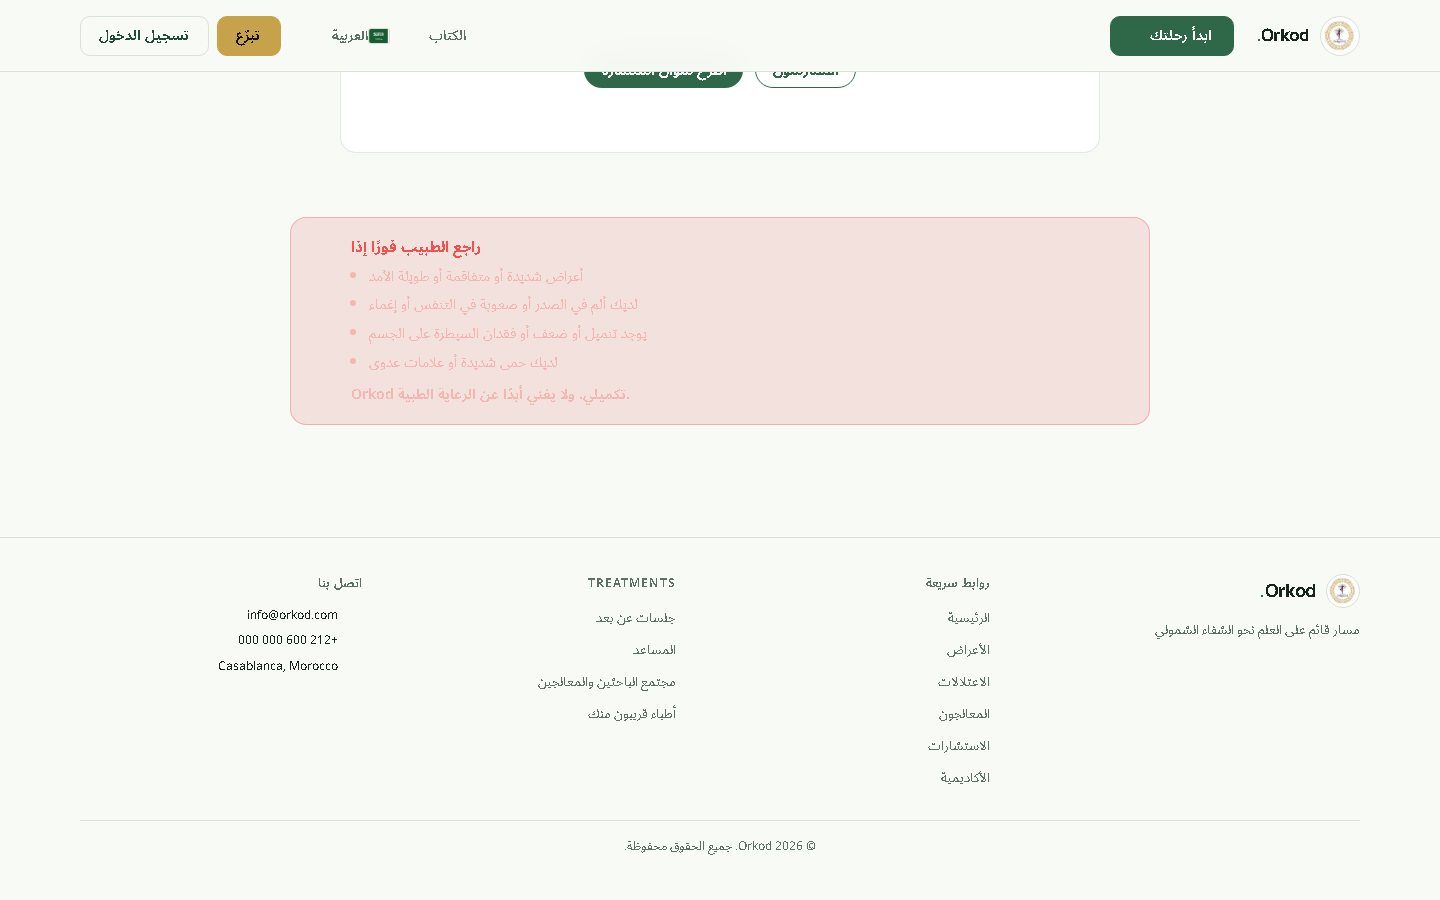 Orkod.
ابدأ رحلتك
الكتاب
العربية
تبرّع
تسجيل الدخول
راجع الطبيب فورًا إذا
أعراض شديدة أو متفاقمة أو طويلة الأمد
لديك ألم في الصدر أو صعوبة في التنفس أو إغماء
يوجد تنميل أو ضعف أو فقدان السيطرة على الجسم
لديك حمى شديدة أو علامات عدوى
Orkod تكميلي. ولا يغني أبدًا عن الرعاية الطبية.
Orkod.
مسار قائم على العلم نحو الشفاء الشمولي
روابط سريعة
الرئيسية
الأعراض
الاعتلالات
المعالجون
الاستشارات
الأكاديمية
TREATMENTS
جلسات عن بعد
المساعد
مجتمع الباحثين والمعالجين
أطباء قريبون منك
اتصل بنا
info@orkod.com
+212 600 000 000
Casablanca, Morocco
© 2026 Orkod. جميع الحقوق محفوظة.